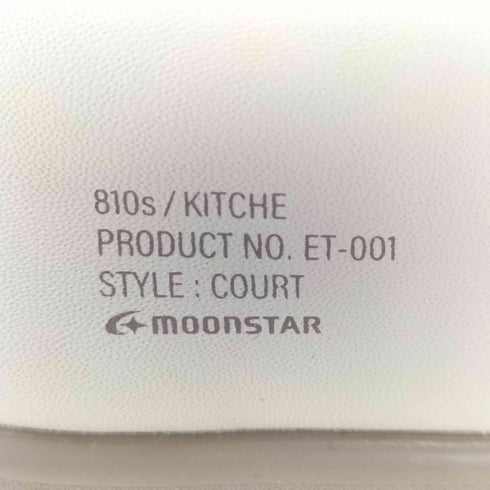 810s / KITCHE
PRODUCT NO. ET-001
STYLE : COURT
MOONSTAR